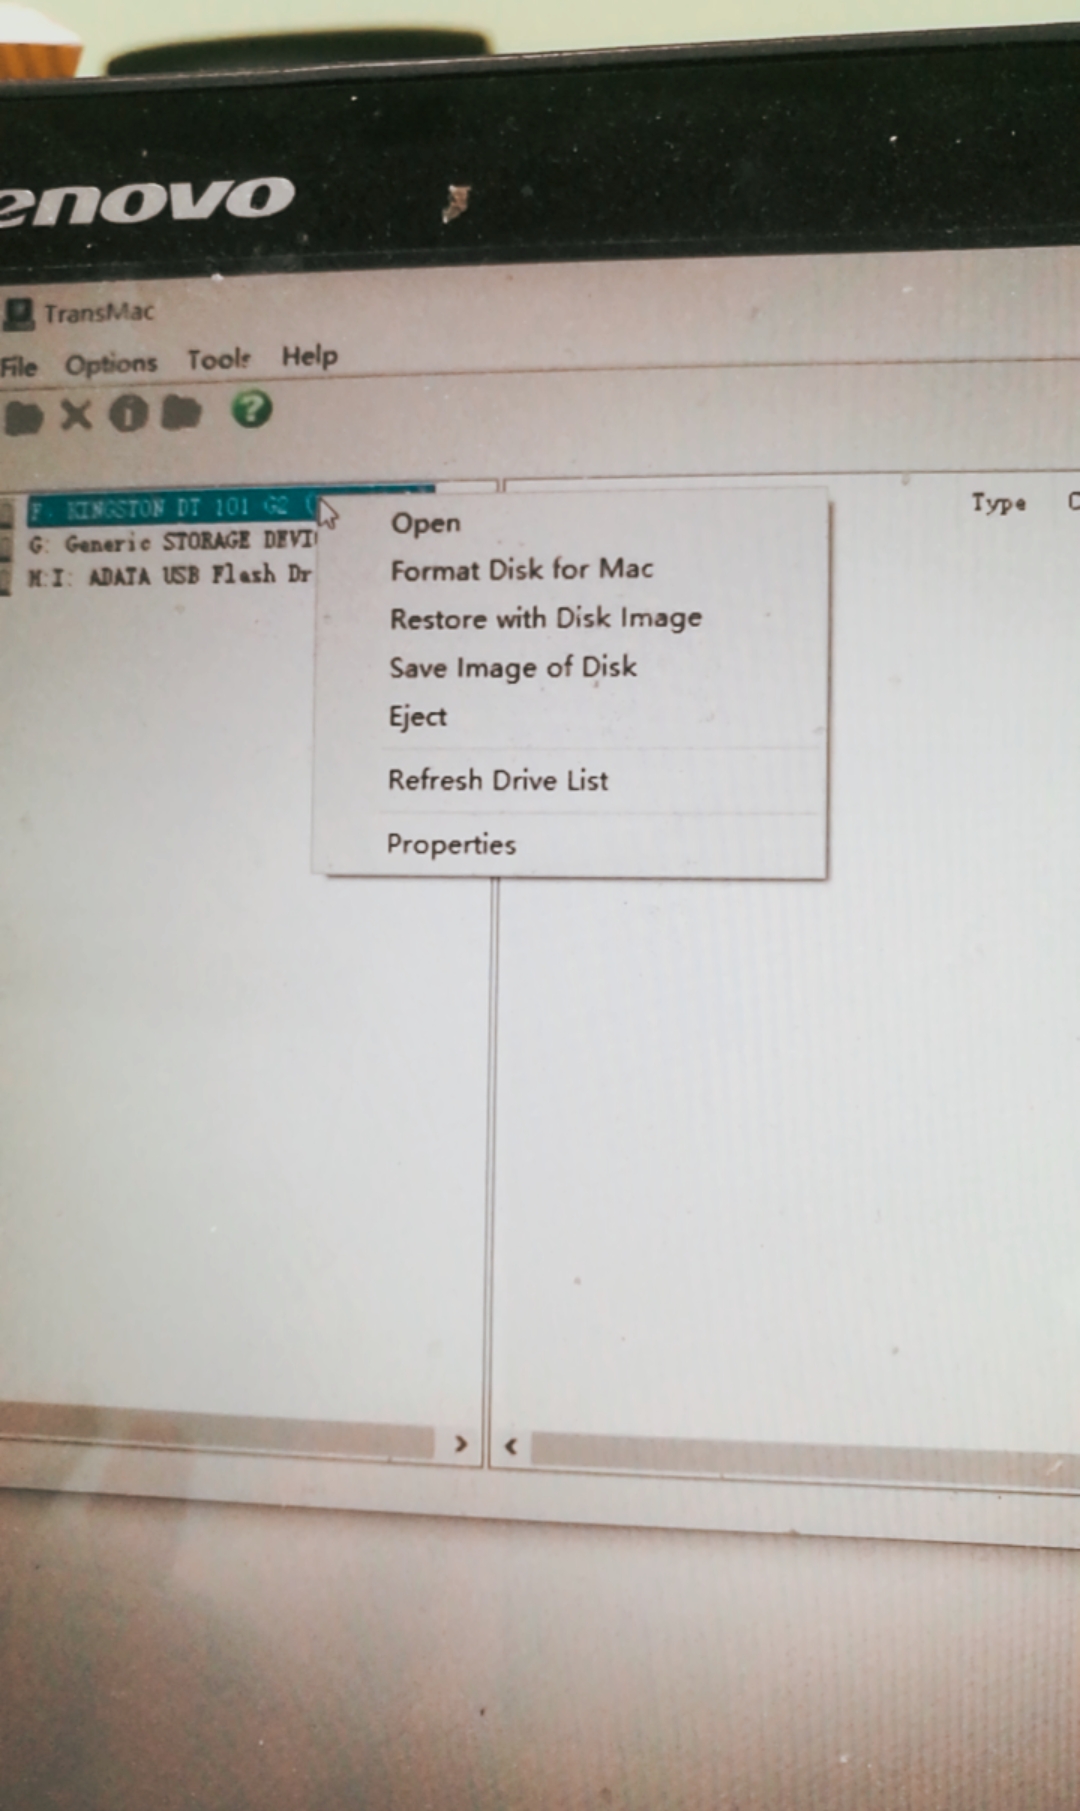 enovo
TransMac
File Options Tools Help
F: KINGSTON DT 101 G2 (
Type C
G: Generic STORAGE DEVI
H:I: ADATA USB Flash Dr
Open
Format Disk for Mac
Restore with Disk Image
Save Image of Disk
Eject
Refresh Drive List
Properties